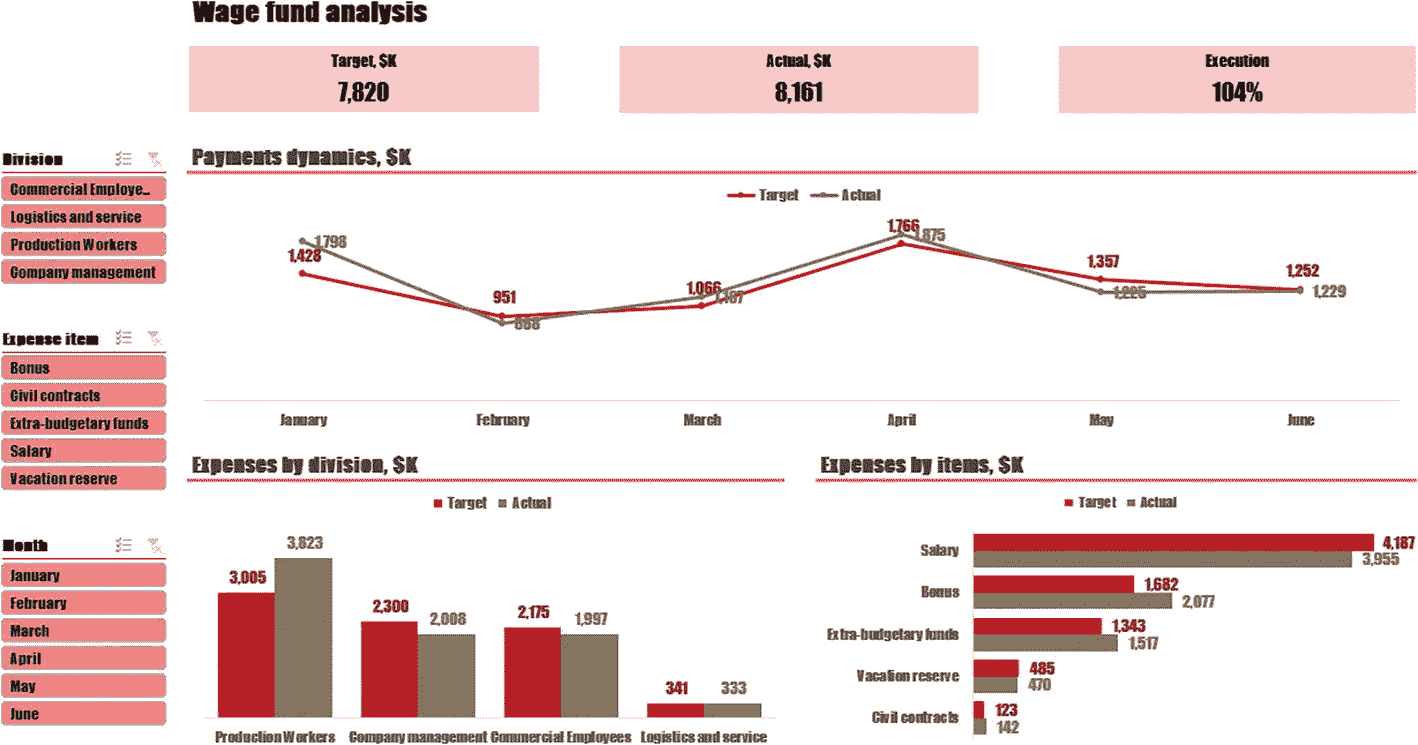 Wage fund analysis
Target, $K
7,820
Actual, $K
8,161
Execution
104%
Division
Commercial Employe...
Logistics and service
Production Workers
Company management
Expense item
Bonus
Civil contracts
Extra-budgetary funds
Salary
Vacation reserve
Month
January
February
March
April
May
June
Payments dynamics, $K
Target Actual
1,798
1,428
951
1,066
1,766
1,875
1,357
1,252
1,229
January February March April May June
Expenses by division, $K
Target Actual
3,005 3,823
2,300 2,008
2,175 1,997
341 333
Production Workers Company management Commercial Employees Logistics and service
Expenses by items, $K
Target Actual
Salary 4,187
3,955
Bonus 1,682
2,077
Extra-budgetary funds 1,343
1,517
Vacation reserve 485
470
Civil contracts 123
142